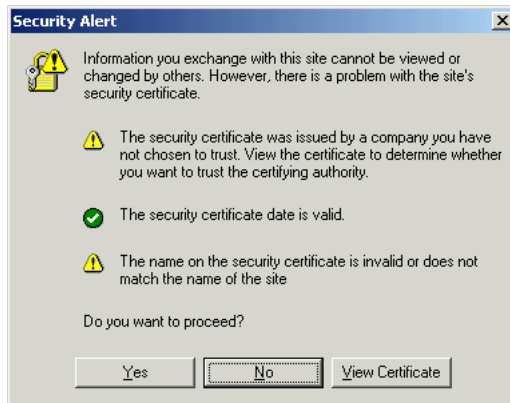 Security Alert
Information you exchange with this site cannot be viewed or
changed by others. However, there is a problem with the site's
security certificate.
The security certificate was issued by a company you have
not chosen to trust. View the certificate to determine whether
you want to trust the certifying authority.
The security certificate date is valid.
The name on the security certificate is invalid or does not
match the name of the site
Do you want to proceed?
Yes
No
View Certificate